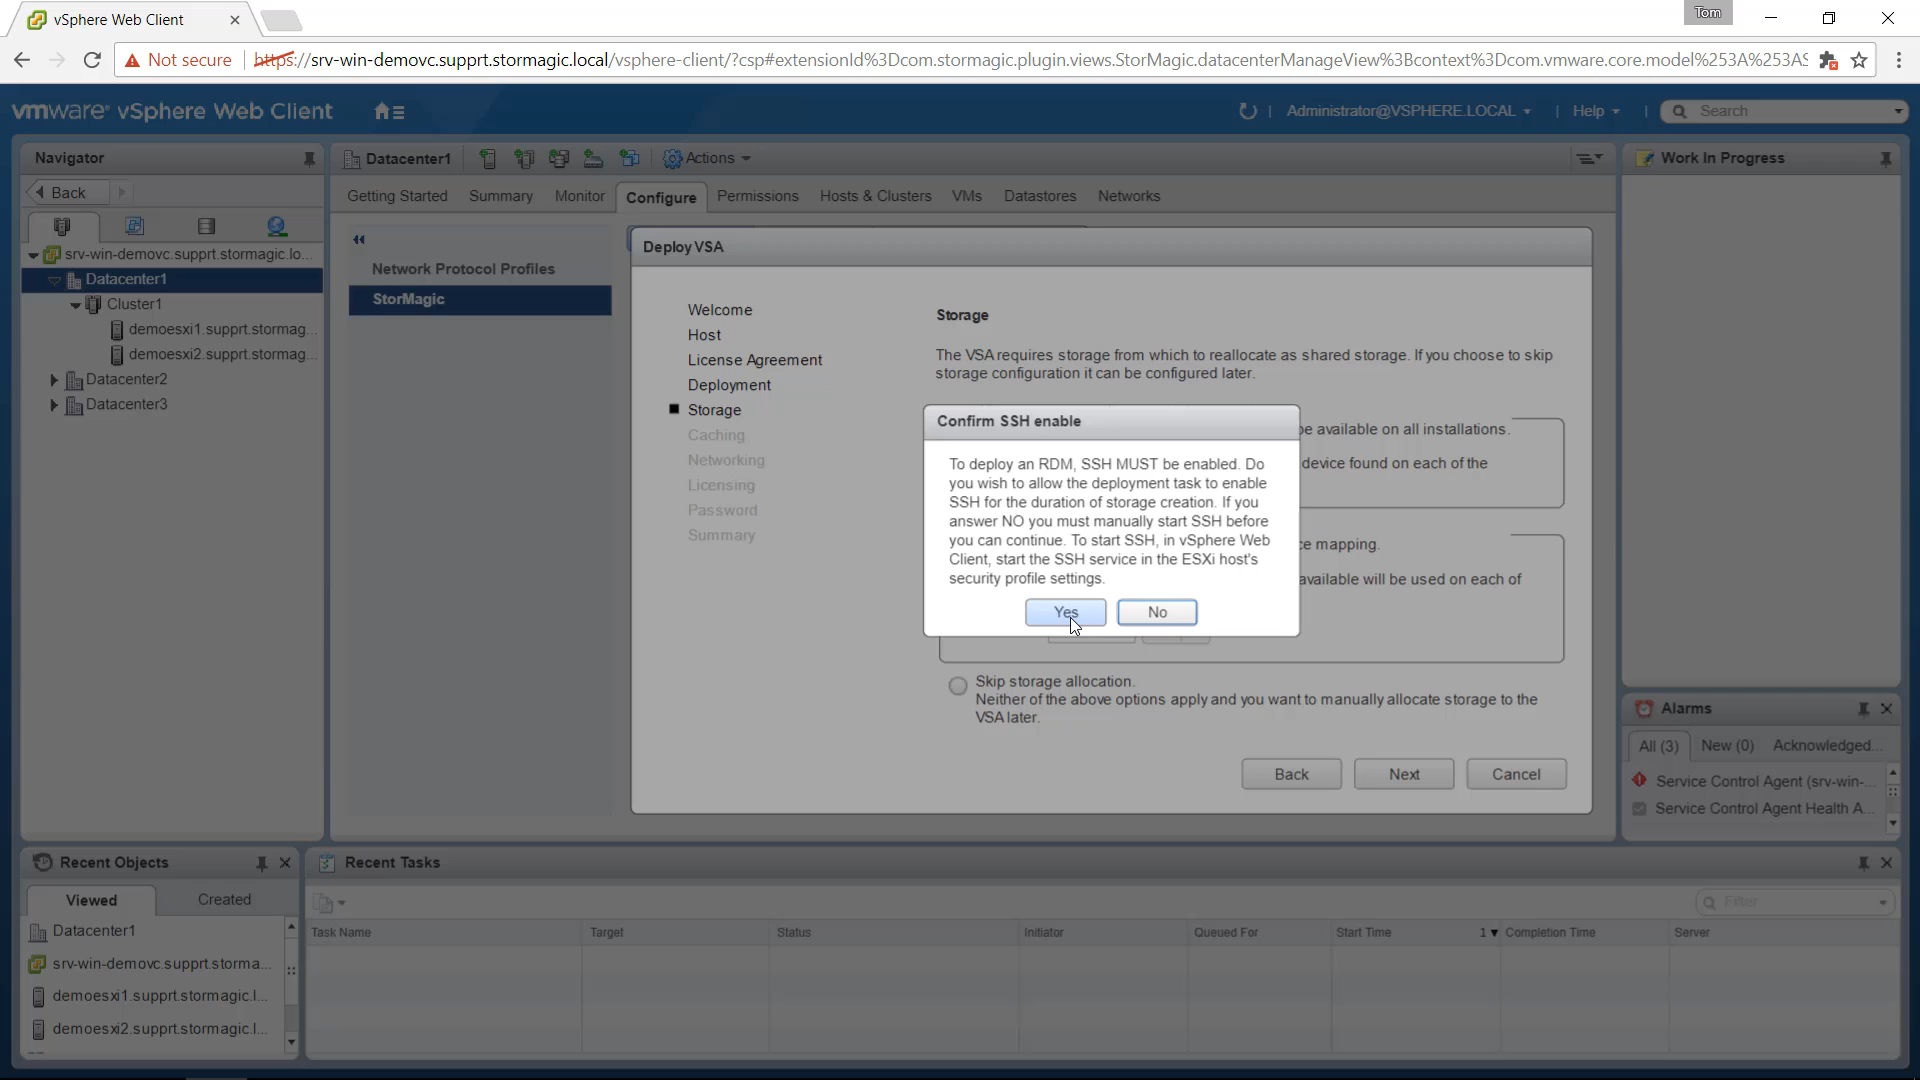 vSphere Web Client
Tom
Not secure
https://srv-win-demovc.supprt.stormagic.local/vsphere-client/?csp#extensionId%3Dcom.stormagic.plugin.views.StorMagic.datacenterManageView%3Bcontext%3Dcom.vmware.core.model%253A%253AS
vmware® vSphere Web Client
Administrator@VSPHERE.LOCAL
Help
Search
Navigator
Back
srv-win-demovc.supprt.stormagic.lo...
Datacenter1
Cluster1
demoesxi1.supprt.stormag...
demoesxi2.supprt.stormag...
Datacenter2
Datacenter3
Datacenter1
Actions
Getting Started
Summary
Monitor
Configure
Permissions
Hosts & Clusters
VMs
Datastores
Networks
Network Protocol Profiles
StorMagic
Deploy VSA
Welcome
Host
License Agreement
Deployment
Storage
Caching
Networking
Licensing
Password
Summary
Storage
The VSA requires storage from which to reallocate as shared storage. If you choose to skip
storage configuration it can be configured later.
be available on all installations.
device found on each of the
ce mapping.
available will be used on each of
Confirm SSH enable
To deploy an RDM, SSH MUST be enabled. Do
you wish to allow the deployment task to enable
SSH for the duration of storage creation. If you
answer NO you must manually start SSH before
you can continue. To start SSH, in vSphere Web
Client, start the SSH service in the ESXi host's
security profile settings.
Yes
No
Skip storage allocation.
Neither of the above options apply and you want to manually allocate storage to the
VSA later.
Back
Next
Cancel
Work In Progress
Alarms
All (3)
New (0)
Acknowledged...
Service Control Agent (srv-win-...
Service Control Agent Health A...
Recent Objects
Viewed
Created
Datacenter1
srv-win-demovc.supprt.storma...
demoesxi1.supprt.stormagic.l...
demoesxi2.supprt.stormagic.l...
Recent Tasks
Filter
Task Name
Target
Status
Initiator
Queued For
Start Time
1
Completion Time
Server